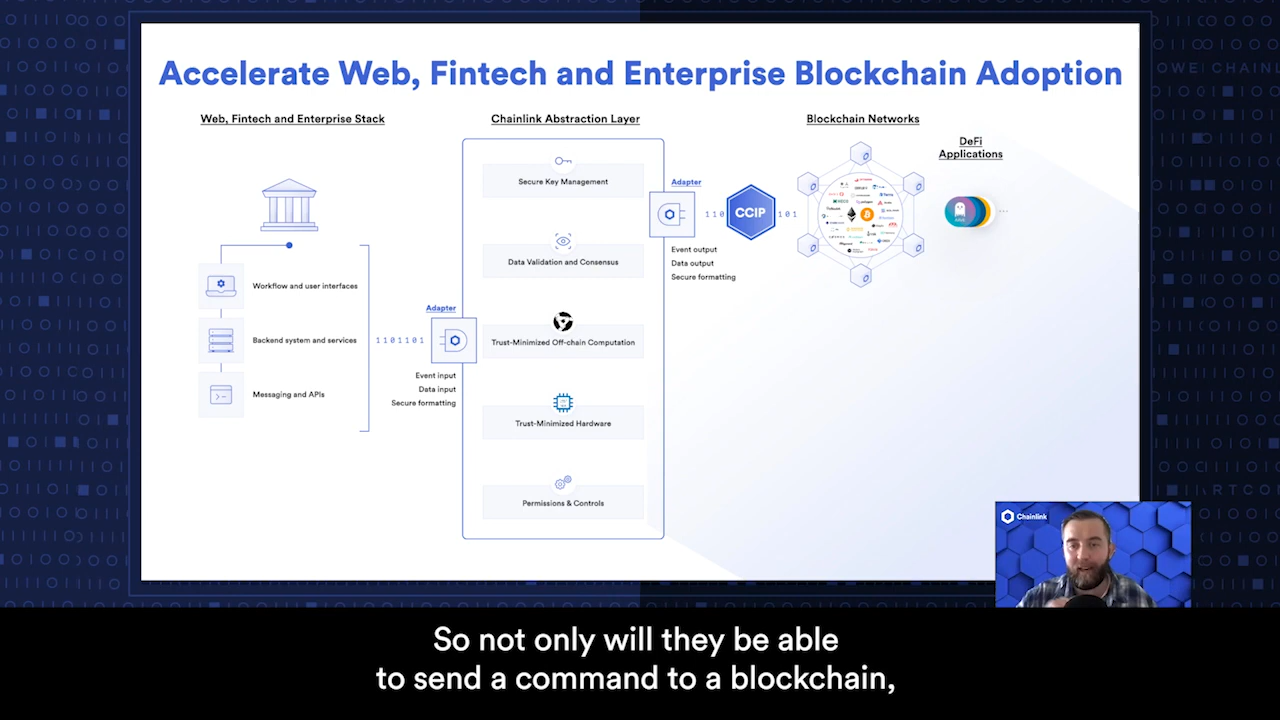 Accelerate Web, Fintech and Enterprise Blockchain Adoption
Web, Fintech and Enterprise Stack
Chainlink Abstraction Layer
Blockchain Networks
DeFi
Applications
Secure Key Management
Adapter
110
CCIP
101
Event output
Data output
Secure formatting
Data Validation and Consensus
Workflow and user interfaces
Adapter
Backend system and services
1101101
Trust-Minimized Off-chain Computation
Event input
Data input
Secure formatting
Messaging and APIs
Trust-Minimized Hardware
Permissions & Controls
Chainlink
So not only will they be able
to send a command to a blockchain,